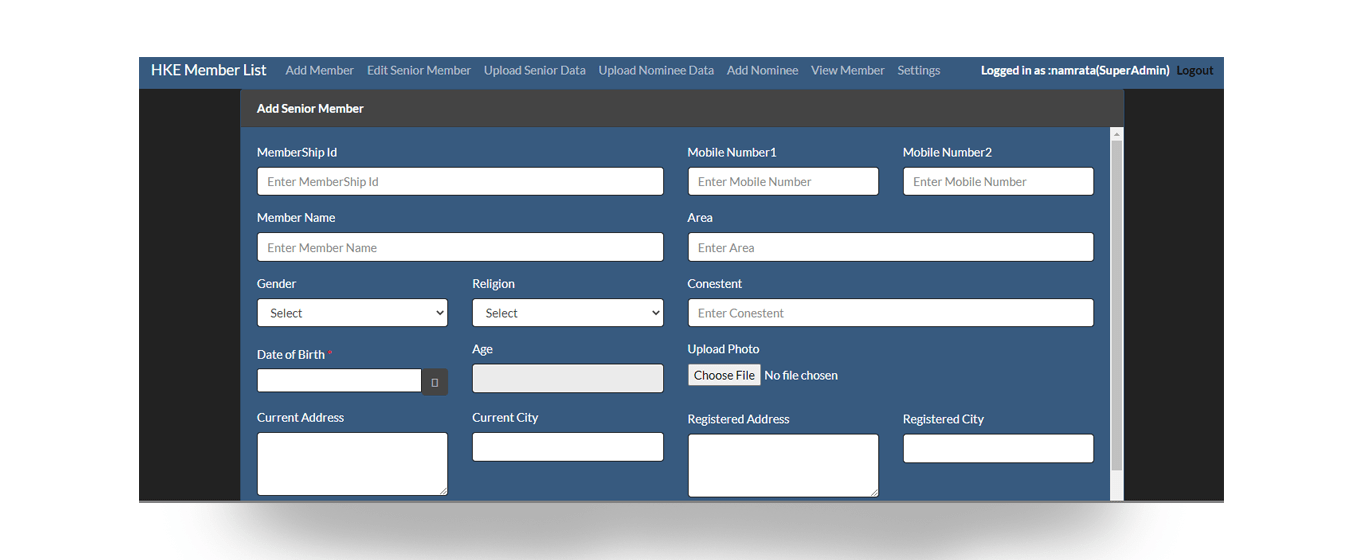 HKE Member List Add Member Edit Senior Member Upload Senior Data Upload Nominee Data Add Nominee View Member Settings Logged in as :namrata(SuperAdmin) Logout
Add Senior Member
MemberShip Id Mobile Number1 Mobile Number2
Enter MemberShip Id Enter Mobile Number Enter Mobile Number
Member Name Area
Enter Member Name Enter Area
Gender Religion Conestent
Select Select Enter Conestent
Date of Birth * Age Upload Photo
Choose File No file chosen
Current Address Current City Registered Address Registered City